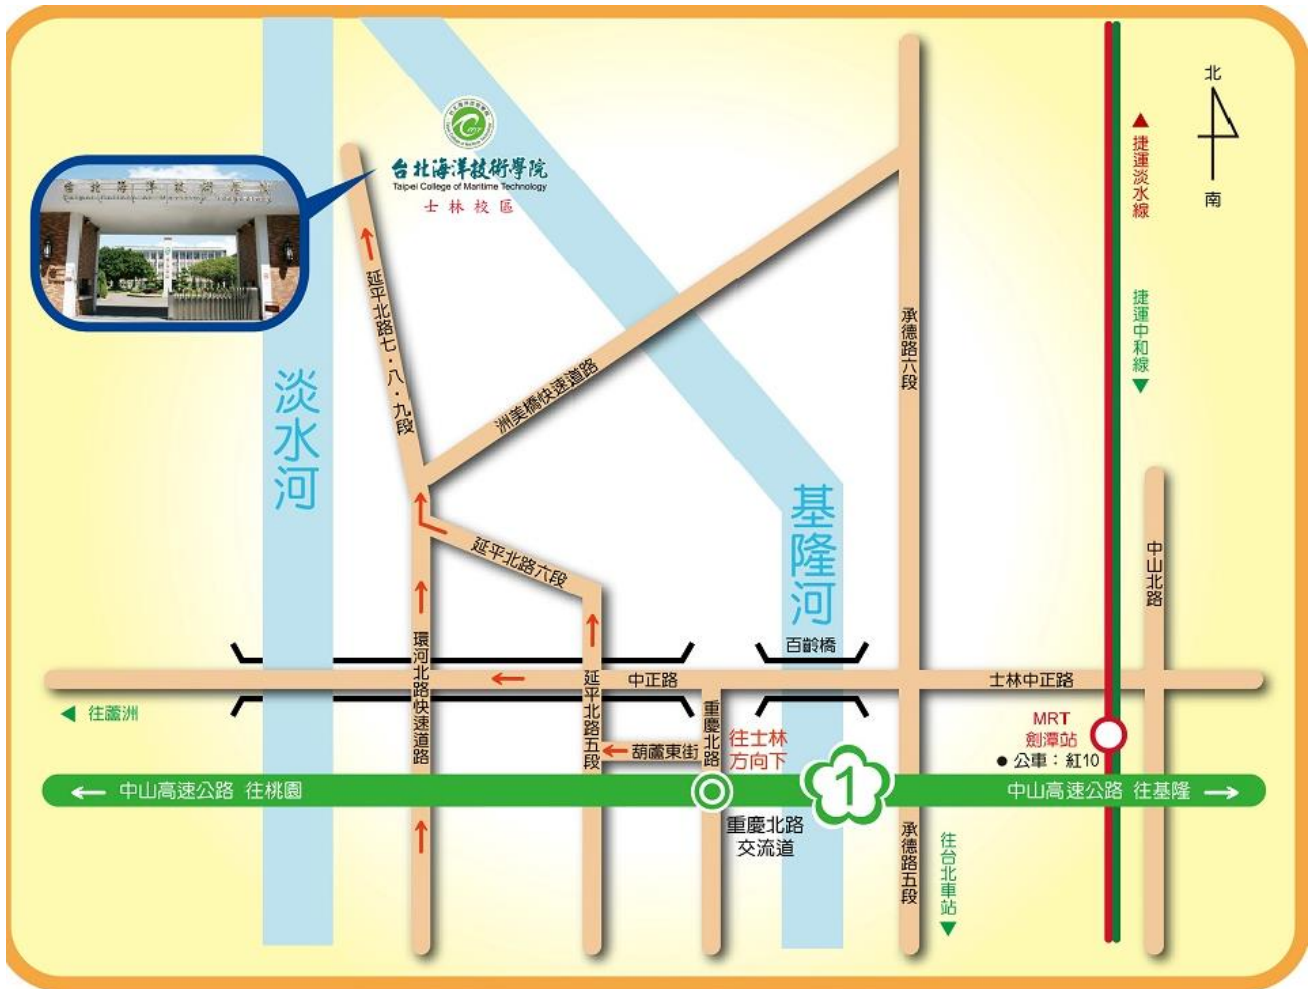 北
南
台北海洋技術學院
Taipei College of Maritime Technology
士林校區
台北海洋技術學院
▲捷運淡水線
捷運中和線▼
延平北路七・八・九段
洲美橋快速道路
承德路六段
淡水河
基隆河
中山北路
延平北路六段
百齡橋
環河北路快速道路
中正路
士林中正路
延平北路五段
重慶北路
◀ 往蘆洲
往士林
方向下
葫蘆東街
MRT
劍潭站
● 公車：紅10
← 中山高速公路 往桃園
1
中山高速公路 往基隆 →
重慶北路
交流道
承德路五段
往台北車站▼